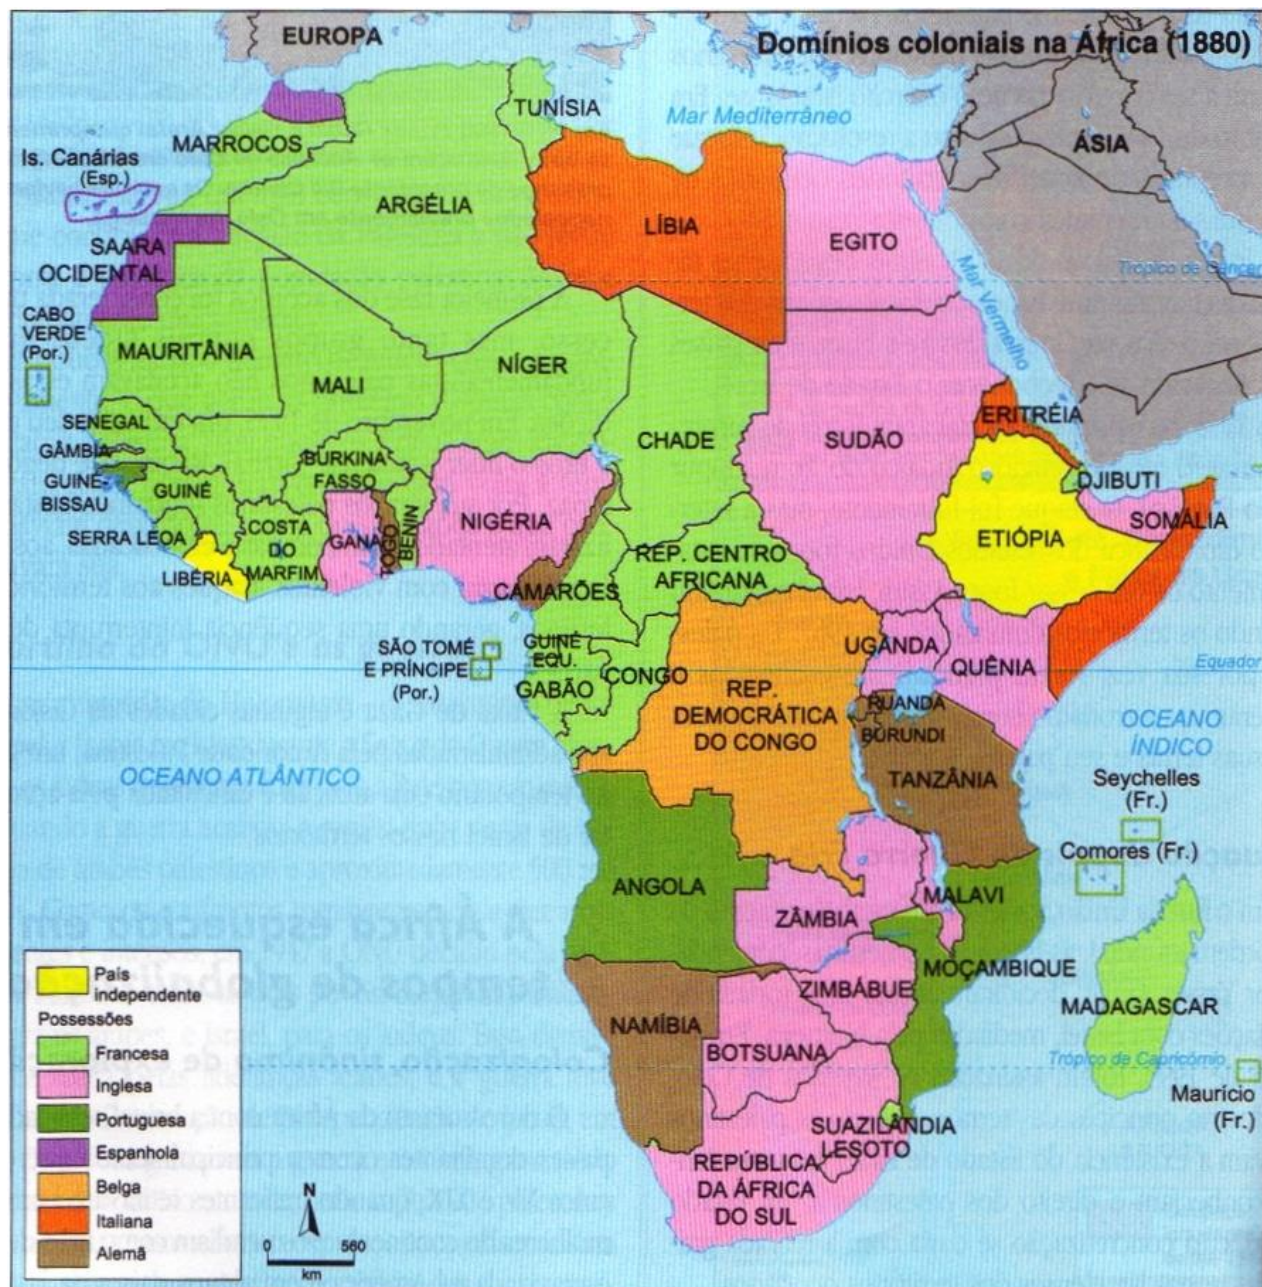 EUROPA
Domínios coloniais na África (1880)
TUNÍSIA
Mar Mediterrâneo
ÁSIA
MARROCOS
Is. Canárias
(Esp.)
ARGÉLIA
LÍBIA
EGITO
SAARA
OCIDENTAL
Mar Vermelho
Trópico de Câncer
CABO
VERDE
(Por.)
MAURITÂNIA
MALI
NÍGER
CHADE
SUDÃO
ERITRÉIA
SENEGAL
GÂMBIA
GUINÉ-
BISSAU
GUINÉ
BURKINA
FASSO
DJIBUTI
SERRA LEOA
LIBÉRIA
COSTA
DO
MARFIM
GANA
TOGO
BENIN
NIGÉRIA
SOMÁLIA
ETIÓPIA
CAMARÕES
REP. CENTRO
AFRICANA
SÃO TOMÉ
E PRÍNCIPE
(Por.)
GUINÉ
EQU.
GABÃO
CONGO
UGANDA
QUÊNIA
Equador
REP.
DEMOCRÁTICA
DO CONGO
RUANDA
BURUNDI
TANZÂNIA
OCEANO
ÍNDICO
OCEANO ATLÂNTICO
Seychelles
(Fr.)
Comores (Fr.)
ANGOLA
ZÂMBIA
MALAVI
MOÇAMBIQUE
ZIMBÁBUE
MADAGASCAR
NAMÍBIA
BOTSUANA
Trópico de Capricórnio
Maurício
(Fr.)
SUAZILÂNDIA
LESOTO
REPÚBLICA
DA ÁFRICA
DO SUL
País
independente
Possessões
Francesa
Inglesa
Portuguesa
Espanhola
Belga
Italiana
Alemã
N
0 560
km